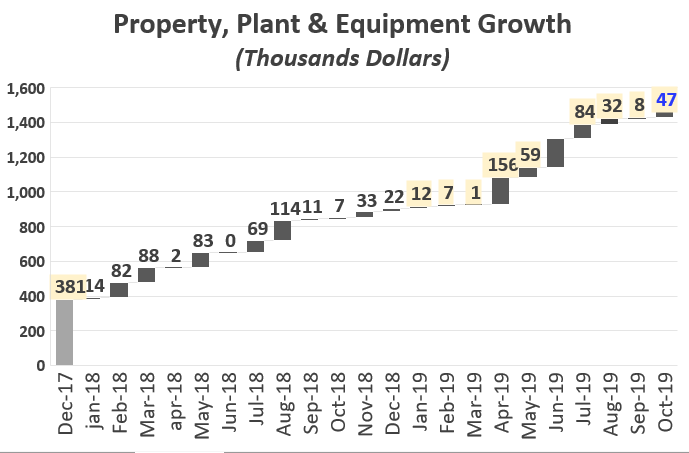 Property, Plant & Equipment Growth
(Thousands Dollars)
1,600
1,400
1,200
1,000
800
600
400
200
0
381
14
82
88
2
83
0
69
114
11
7
33
22
12
7
1
156
59
84
32
8
47
Dec-17
jan-18
Feb-18
Mar-18
apr-18
May-18
Jun-18
Jul-18
Aug-18
Sep-18
Oct-18
Nov-18
Dec-18
Jan-19
Feb-19
Mar-19
Apr-19
May-19
Jun-19
Jul-19
Aug-19
Sep-19
Oct-19